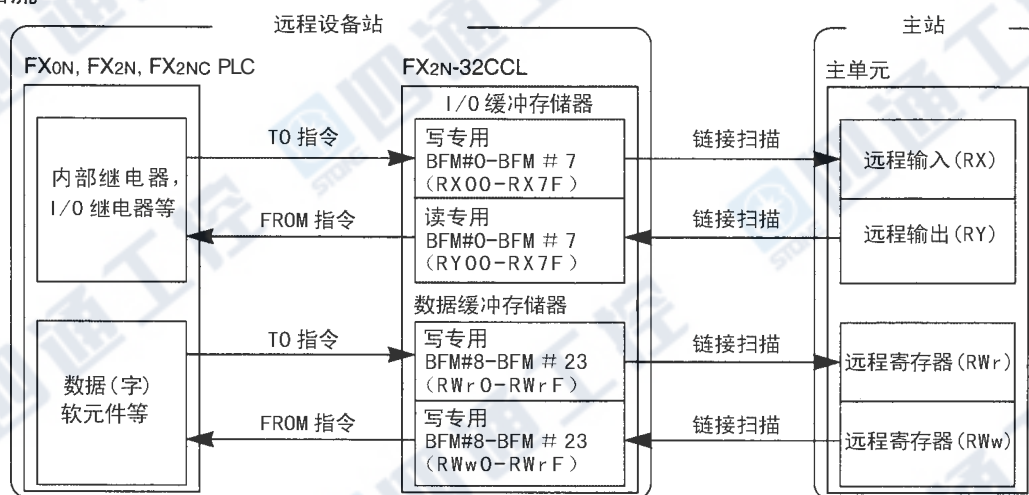 远程设备站
主站
FX0N, FX2N, FX2NC PLC
FX2N-32CCL
主单元
I/O 缓冲存储器
内部继电器，
I/O 继电器等
TO 指令
写专用
BFM#0-BFM # 7
(RX00-RX7F)
链接扫描
远程输入(RX)
FROM 指令
读专用
BFM#0-BFM # 7
(RY00-RX7F)
链接扫描
远程输出(RY)
数据缓冲存储器
数据(字)
软元件等
TO 指令
写专用
BFM#8-BFM # 23
(RWr0-RWrF)
链接扫描
远程寄存器(RWr)
FROM 指令
写专用
BFM#8-BFM # 23
(RWw0-RWrF)
链接扫描
远程寄存器(RWw)
四通工控